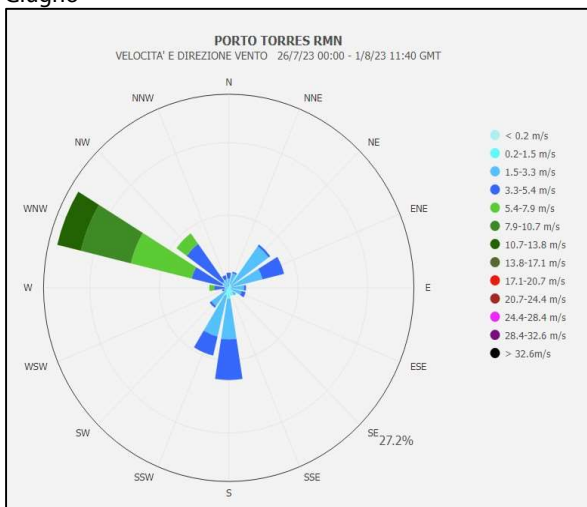 Giugno
PORTO TORRES RMN
VELOCITA' E DIREZIONE VENTO 26/7/23 00:00 - 1/8/23 11:40 GMT
N
NNW
NNE
NW
NE
WNW
ENE
W
E
WSW
ESE
SW
SE
27.2%
SSW
SSE
S
< 0.2 m/s
0.2-1.5 m/s
1.5-3.3 m/s
3.3-5.4 m/s
5.4-7.9 m/s
7.9-10.7 m/s
10.7-13.8 m/s
13.8-17.1 m/s
17.1-20.7 m/s
20.7-24.4 m/s
24.4-28.4 m/s
28.4-32.6 m/s
> 32.6m/s